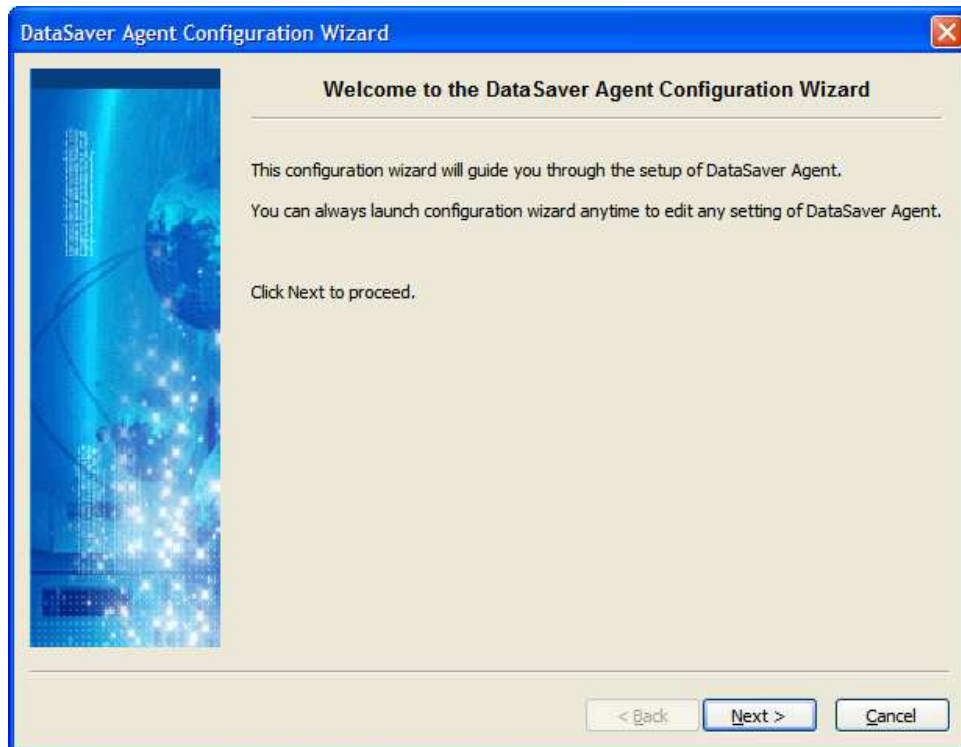 DataSaver Agent Configuration Wizard
Welcome to the DataSaver Agent Configuration Wizard
This configuration wizard will guide you through the setup of DataSaver Agent.
You can always launch configuration wizard anytime to edit any setting of DataSaver Agent.
Click Next to proceed.
< Back
Next >
Cancel